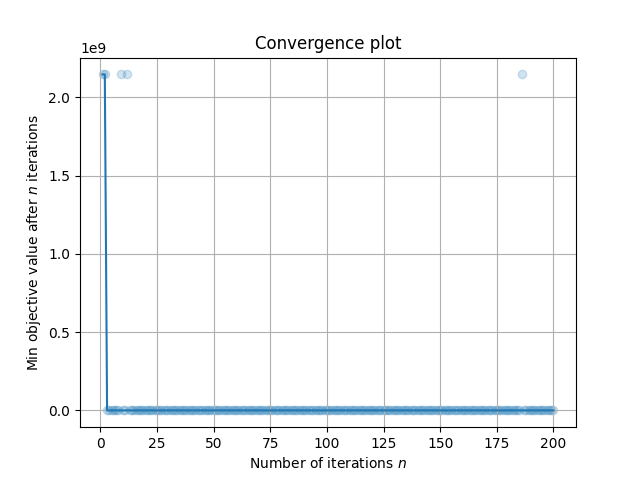 Convergence plot
1e9
2.0
1.5
1.0
0.5
0.0
Min objective value after n iterations
0 25 50 75 100 125 150 175 200
Number of iterations n